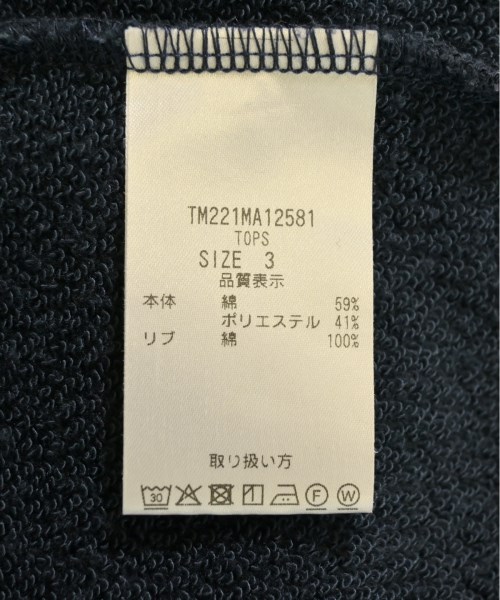 TM221MA12581
TOPS
SIZE 3
品質表示
本体 綿 59%
ポリエステル 41%
リブ 綿 100%
取り扱い方
30 F W